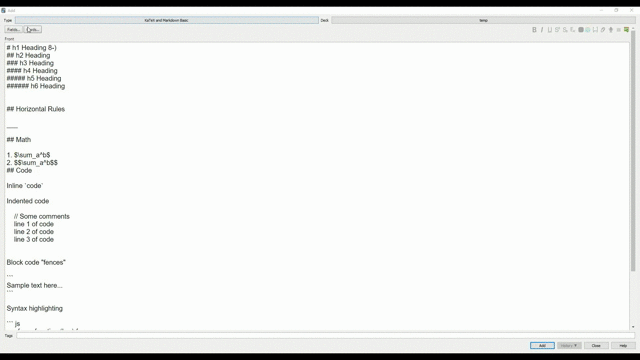 Add
Type KaTeX and Markdown Basic Deck temp
Fields... Cards...
Front
# h1 Heading 8-)
## h2 Heading
### h3 Heading
#### h4 Heading
##### h5 Heading
###### h6 Heading
## Horizontal Rules
___
## Math
1. $\sum_a^b$
2. $$\sum_a^b$$
## Code
Inline `code`
Indented code
// Some comments
line 1 of code
line 2 of code
line 3 of code
Block code "fences"
```
Sample text here...
```
Syntax highlighting
``` js
Tags
Add History ▼ Close Help